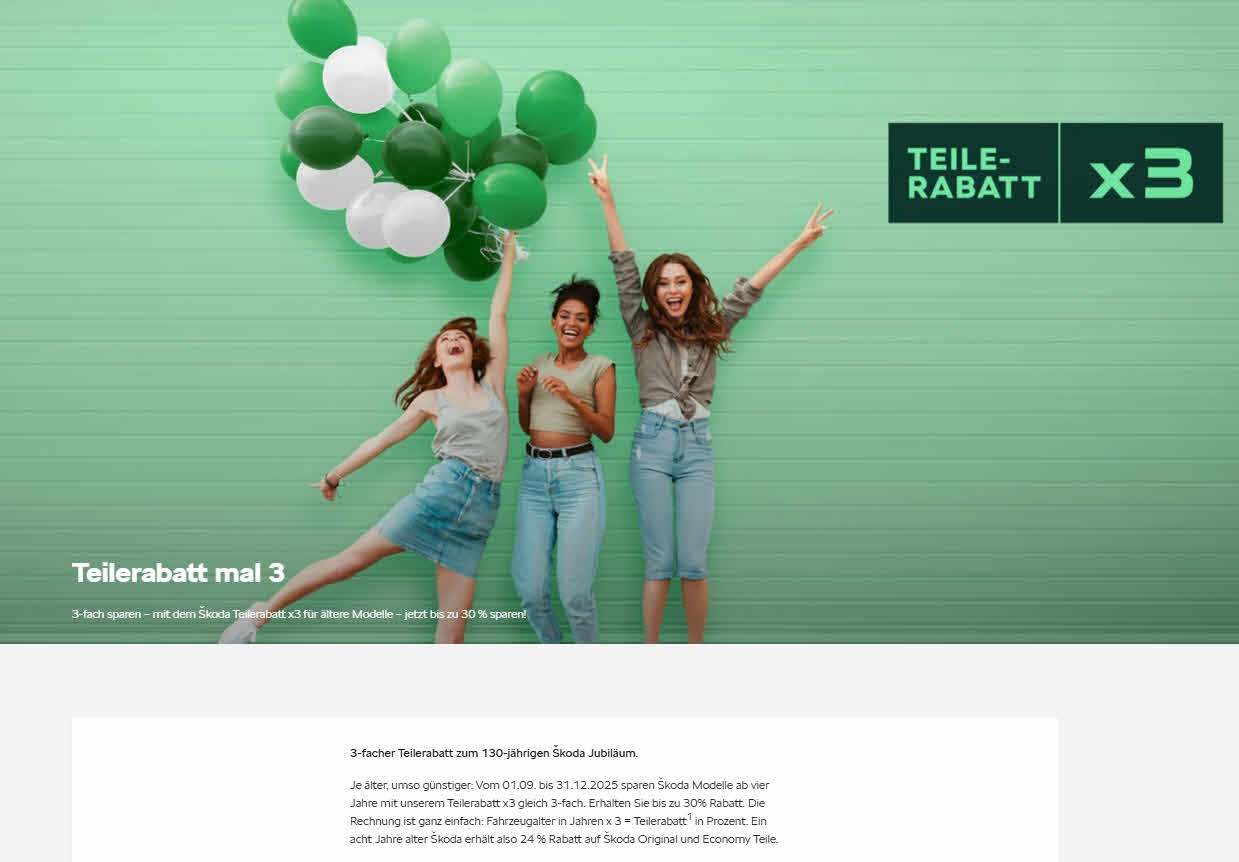 TEILE-
RABATT
x3
Teilerabatt mal 3
3-fach sparen – mit dem Škoda Teilerabatt x3 für ältere Modelle – jetzt bis zu 30 % sparen!
3-facher Teilerabatt zum 130-jährigen Škoda Jubiläum.
Je älter, umso günstiger: Vom 01.09. bis 31.12.2025 sparen Škoda Modelle ab vier
Jahre mit unserem Teilerabatt x3 gleich 3-fach. Erhalten Sie bis zu 30% Rabatt. Die
Rechnung ist ganz einfach: Fahrzeugalter in Jahren x 3 = Teilerabatt¹ in Prozent. Ein
acht Jahre alter Škoda erhält also 24 % Rabatt auf Škoda Original und Economy Teile.